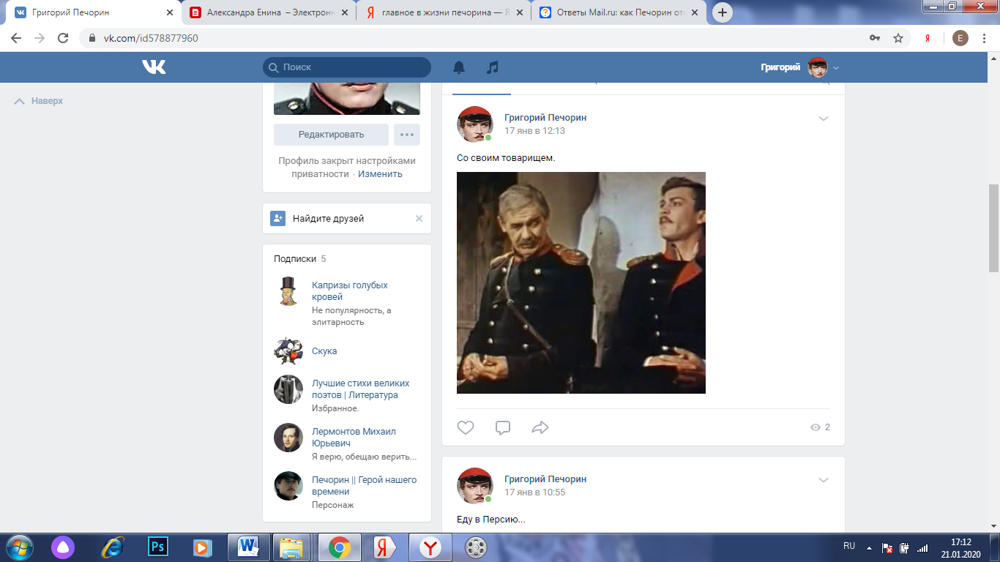 Григорий Печорин
Александра Енина – Электронн
главное в жизни печорина — Я
Ответы Mail.ru: как Печорин отн
vk.com/id578877960
Я
E
Поиск
Григорий
Наверх
Редактировать
Профиль закрыт настройками
приватности · Изменить
Найдите друзей
Подписки 5
Капризы голубых
кровей
Не популярность, а
элитарность
Скука
Лучшие стихи великих
поэтов | Литература
Избранное.
Лермонтов Михаил
Юрьевич
Я верю, обещаю верить...
Печорин || Герой нашего
времени
Персонаж
Григорий Печорин
17 янв в 12:13
Со своим товарищем.
2
Григорий Печорин
17 янв в 10:55
Еду в Персию...
Ps
RU
17:12
21.01.2020